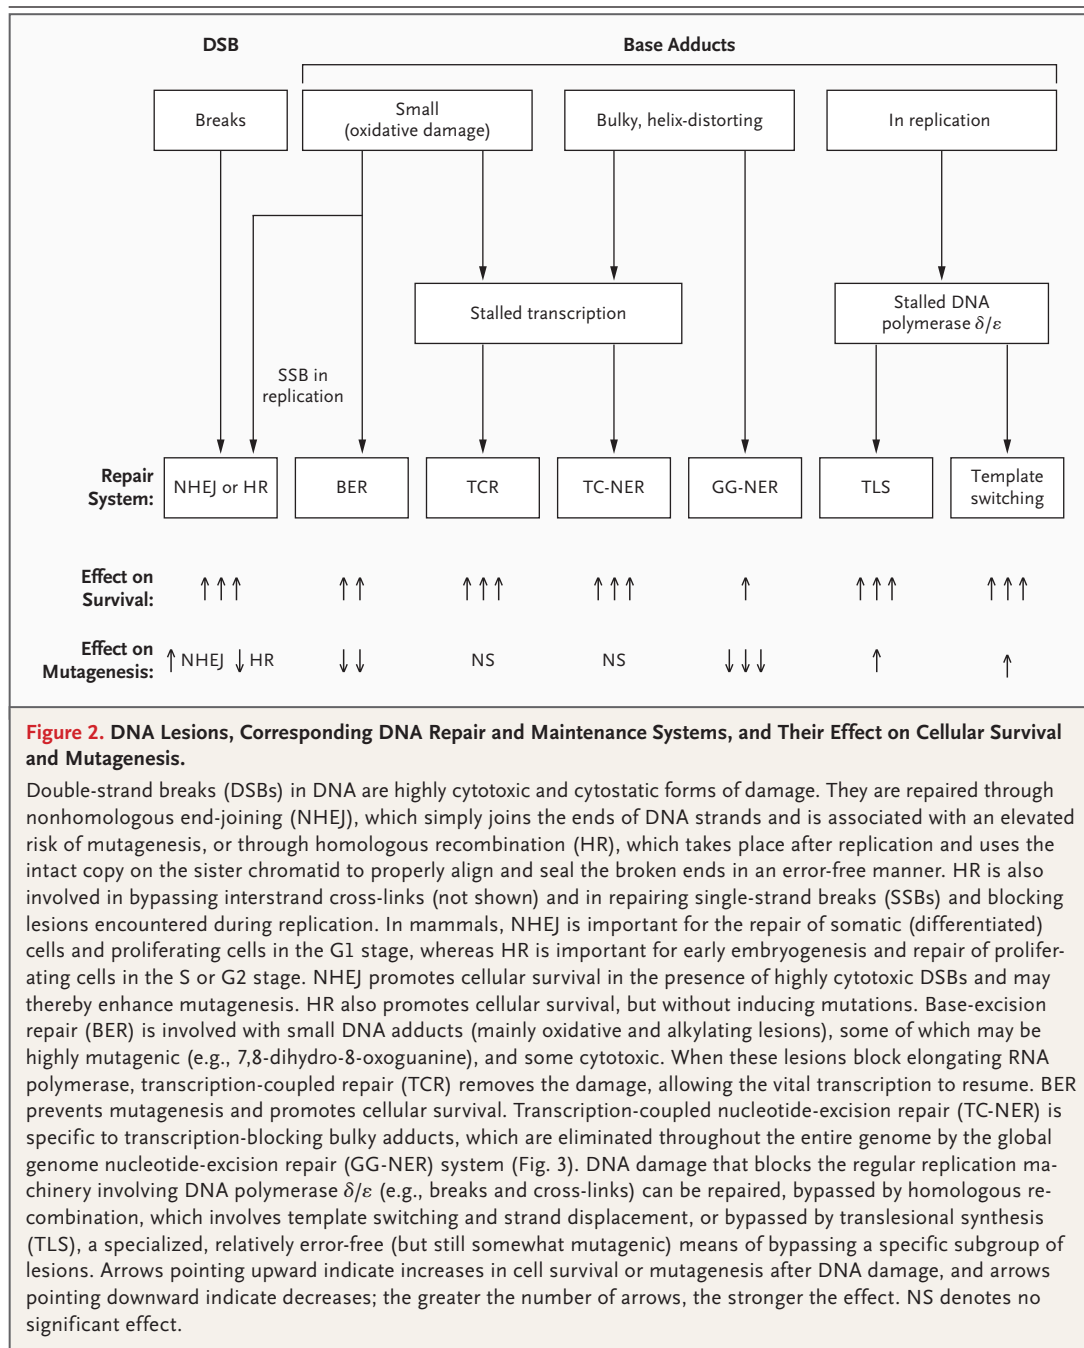 DSB
Base Adducts
Breaks
Small
(oxidative damage)
Bulky, helix-distorting
In replication
Stalled transcription
Stalled DNA
polymerase δ/ε
SSB in
replication
Repair
System:
NHEJ or HR
BER
TCR
TC-NER
GG-NER
TLS
Template
switching
Effect on
Survival:
↑↑↑ ↑↑ ↑↑↑ ↑↑↑ ↑ ↑↑↑ ↑↑↑
Effect on
Mutagenesis:
↑ NHEJ ↓ HR ↓↓ NS NS ↓↓↓ ↑ ↑
Figure 2. DNA Lesions, Corresponding DNA Repair and Maintenance Systems, and Their Effect on Cellular Survival
and Mutagenesis.
Double-strand breaks (DSBs) in DNA are highly cytotoxic and cytostatic forms of damage. They are repaired through
nonhomologous end-joining (NHEJ), which simply joins the ends of DNA strands and is associated with an elevated
risk of mutagenesis, or through homologous recombination (HR), which takes place after replication and uses the
intact copy on the sister chromatid to properly align and seal the broken ends in an error-free manner. HR is also
involved in bypassing interstrand cross-links (not shown) and in repairing single-strand breaks (SSBs) and blocking
lesions encountered during replication. In mammals, NHEJ is important for the repair of somatic (differentiated)
cells and proliferating cells in the G1 stage, whereas HR is important for early embryogenesis and repair of prolifer-
ating cells in the S or G2 stage. NHEJ promotes cellular survival in the presence of highly cytotoxic DSBs and may
thereby enhance mutagenesis. HR also promotes cellular survival, but without inducing mutations. Base-excision
repair (BER) is involved with small DNA adducts (mainly oxidative and alkylating lesions), some of which may be
highly mutagenic (e.g., 7,8-dihydro-8-oxoguanine), and some cytotoxic. When these lesions block elongating RNA
polymerase, transcription-coupled repair (TCR) removes the damage, allowing the vital transcription to resume. BER
prevents mutagenesis and promotes cellular survival. Transcription-coupled nucleotide-excision repair (TC-NER) is
specific to transcription-blocking bulky adducts, which are eliminated throughout the entire genome by the global
genome nucleotide-excision repair (GG-NER) system (Fig. 3). DNA damage that blocks the regular replication ma-
chinery involving DNA polymerase δ/ε (e.g., breaks and cross-links) can be repaired, bypassed by homologous re-
combination, which involves template switching and strand displacement, or bypassed by translesional synthesis
(TLS), a specialized, relatively error-free (but still somewhat mutagenic) means of bypassing a specific subgroup of
lesions. Arrows pointing upward indicate increases in cell survival or mutagenesis after DNA damage, and arrows
pointing downward indicate decreases; the greater the number of arrows, the stronger the effect. NS denotes no
significant effect.